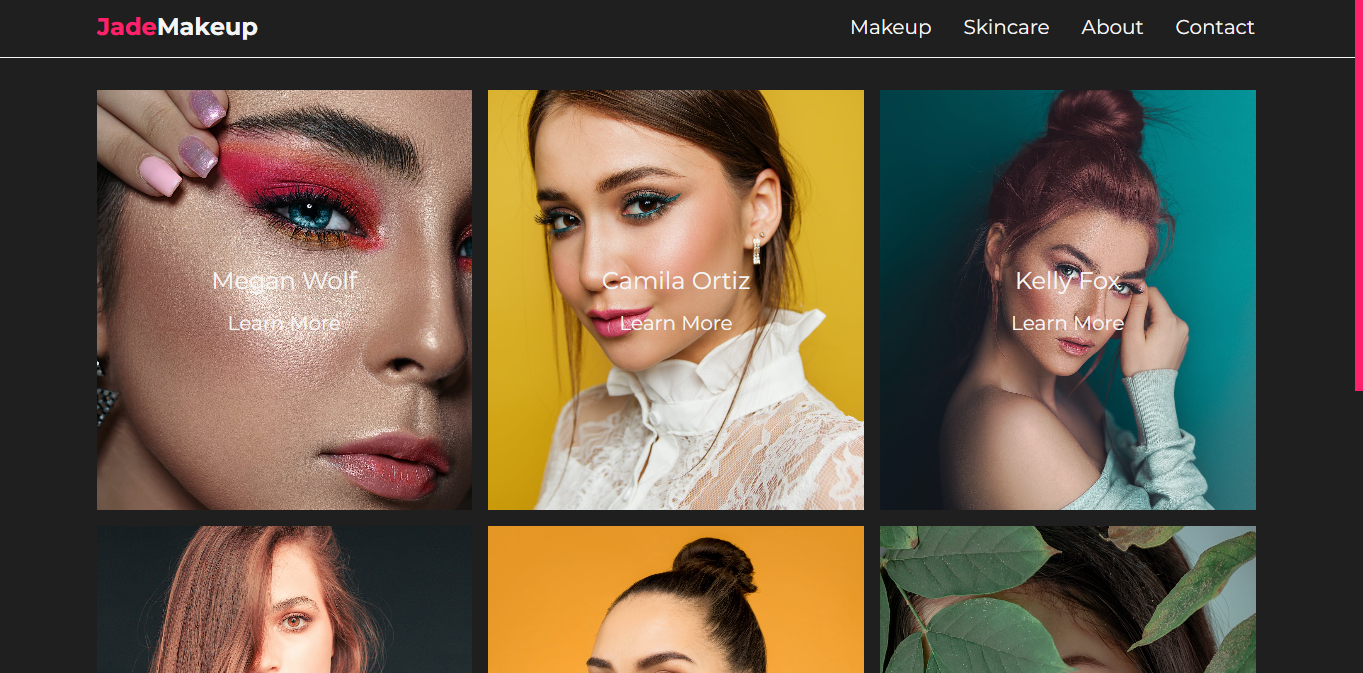 JadeMakeup
Makeup Skincare About Contact
Megan Wolf
Learn More
Camila Ortiz
Learn More
Kelly Fox
Learn More